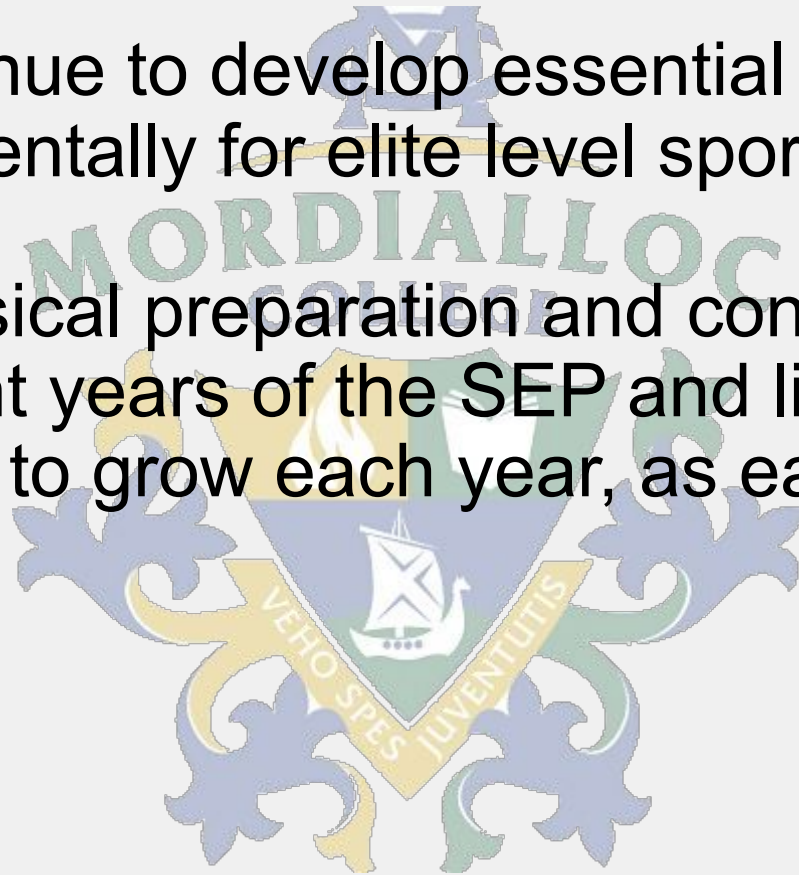 nue to develop essential
entally for elite level spor
MORDIALLOC
COLLEGE
sical preparation and con
t years of the SEP and li
to grow each year, as ea
VEHO SPES JUVENTUTIS